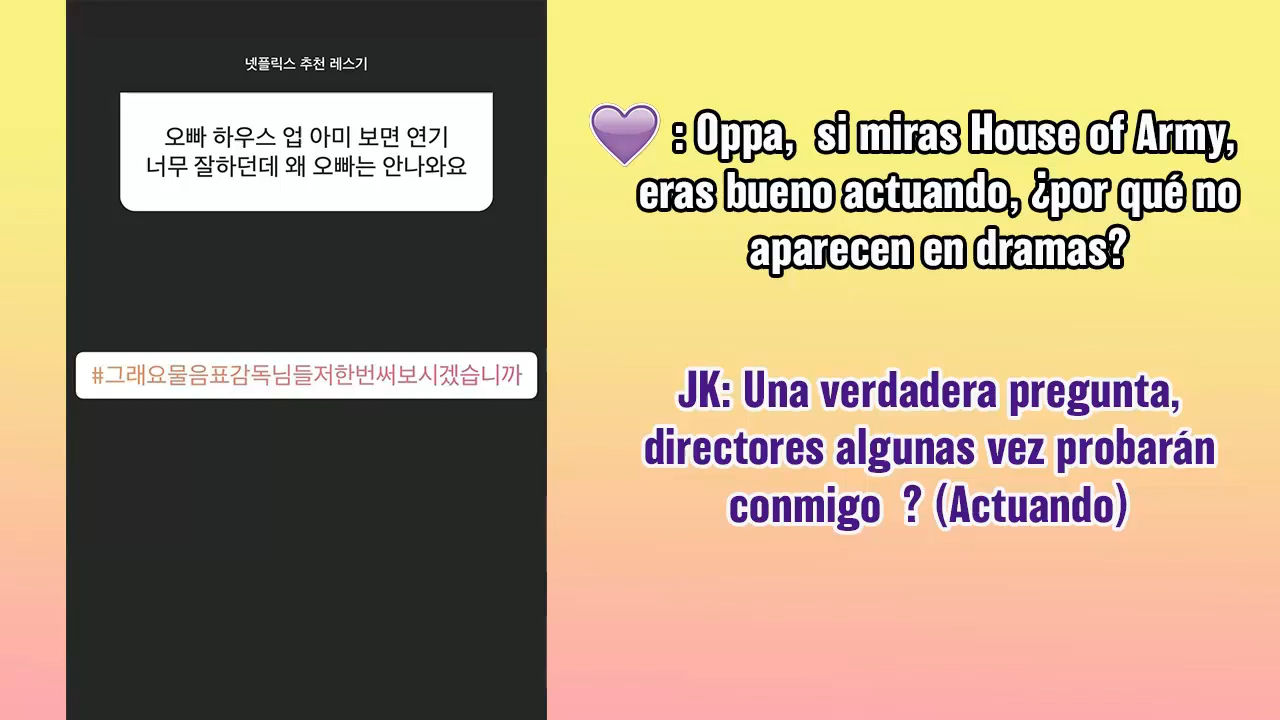 넷플릭스 추천 레스기
오빠 하우스 업 아미 보면 연기
너무 잘하던데 왜 오빠는 안나와요
#그래요물음표감독님들저한번써보시겠습니까
: Oppa, si miras House of Army,
eras bueno actuando, ¿por qué no
aparecen en dramas?
JK: Una verdadera pregunta,
directores algunas vez probarán
conmigo ? (Actuando)